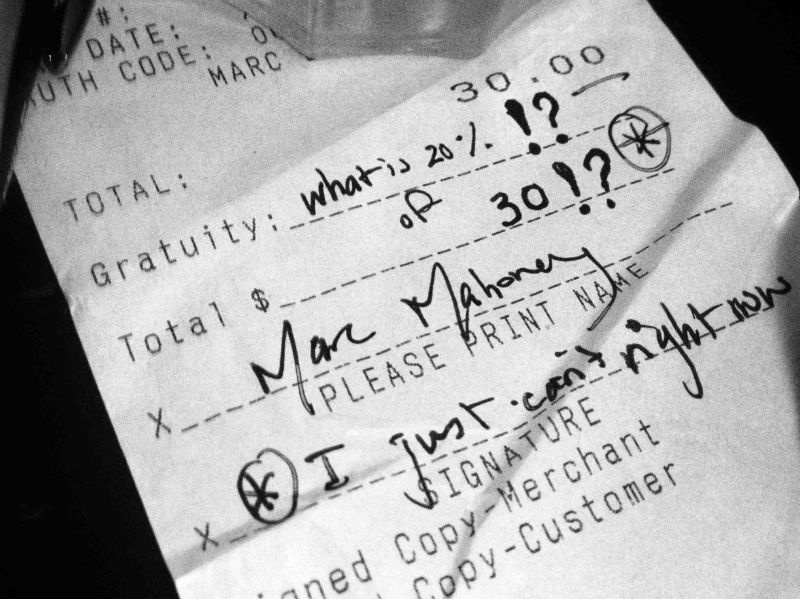 #:
DATE:
AUTH CODE:
MARC
30.00
TOTAL:
Gratuity: what is 20% !? *
of 30!?
Total $
X Marc Mahoney
PLEASE PRINT NAME
X * I just can't right now
SIGNATURE
igned Copy-Merchant
Copy-Customer